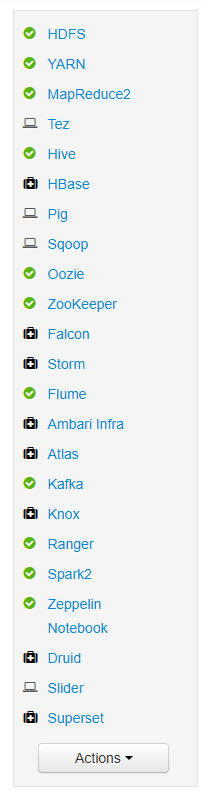 HDFS
YARN
MapReduce2
Tez
Hive
HBase
Pig
Sqoop
Oozie
ZooKeeper
Falcon
Storm
Flume
Ambari Infra
Atlas
Kafka
Knox
Ranger
Spark2
Zeppelin
Notebook
Druid
Slider
Superset
Actions